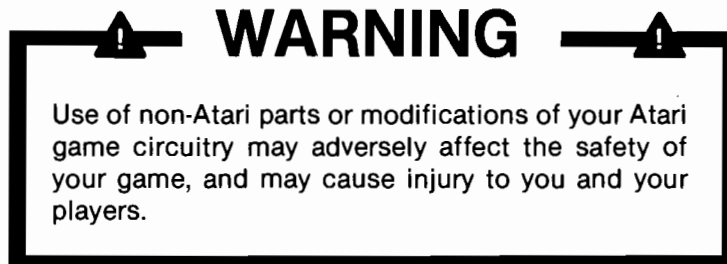 WARNING
Use of non-Atari parts or modifications of your Atari
game circuitry may adversely affect the safety of
your game, and may cause injury to you and your
players.